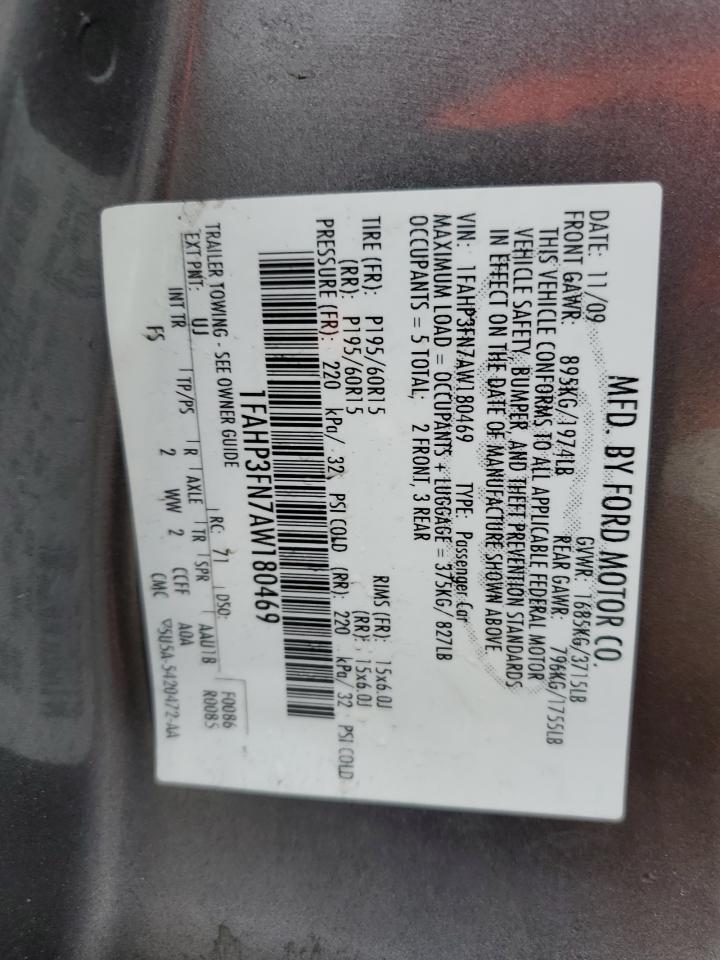 MFD. BY FORD MOTOR CO.
DATE: 11/09 GVWR: 1685KG/3715LB
FRONT GAWR: 895KG/1974LB REAR GAWR: 796KG/1755LB
THIS VEHICLE CONFORMS TO ALL APPLICABLE FEDERAL MOTOR
VEHICLE SAFETY, BUMPER, AND THEFT PREVENTION STANDARDS
IN EFFECT ON THE DATE OF MANUFACTURE SHOWN ABOVE.
VIN: 1FAHP3FN7AW180469 TYPE: Passenger Car
MAXIMUM LOAD = OCCUPANTS + LUGGAGE = 375KG/ 827LB
OCCUPANTS = 5 TOTAL; 2 FRONT, 3 REAR
TIRE (FR): P195/60R15 RIMS (FR): 15x6.0J
(RR): P195/60R15 (RR): 15x6.0J
PRESSURE (FR): 220 kPa/ 32 PSI COLD (RR): 220 kPa/ 32 PSI COLD
1FAHP3FN7AW180469
TRAILER TOWING - SEE OWNER GUIDE F0086
EXT PNT: UJ RC: 71 DSO: R0085
INT TR TP/PS R AXLE TR SPR AAU1B
FS 2 WW 2 CCFF AOA
CMC 5U5A-5420472-AA